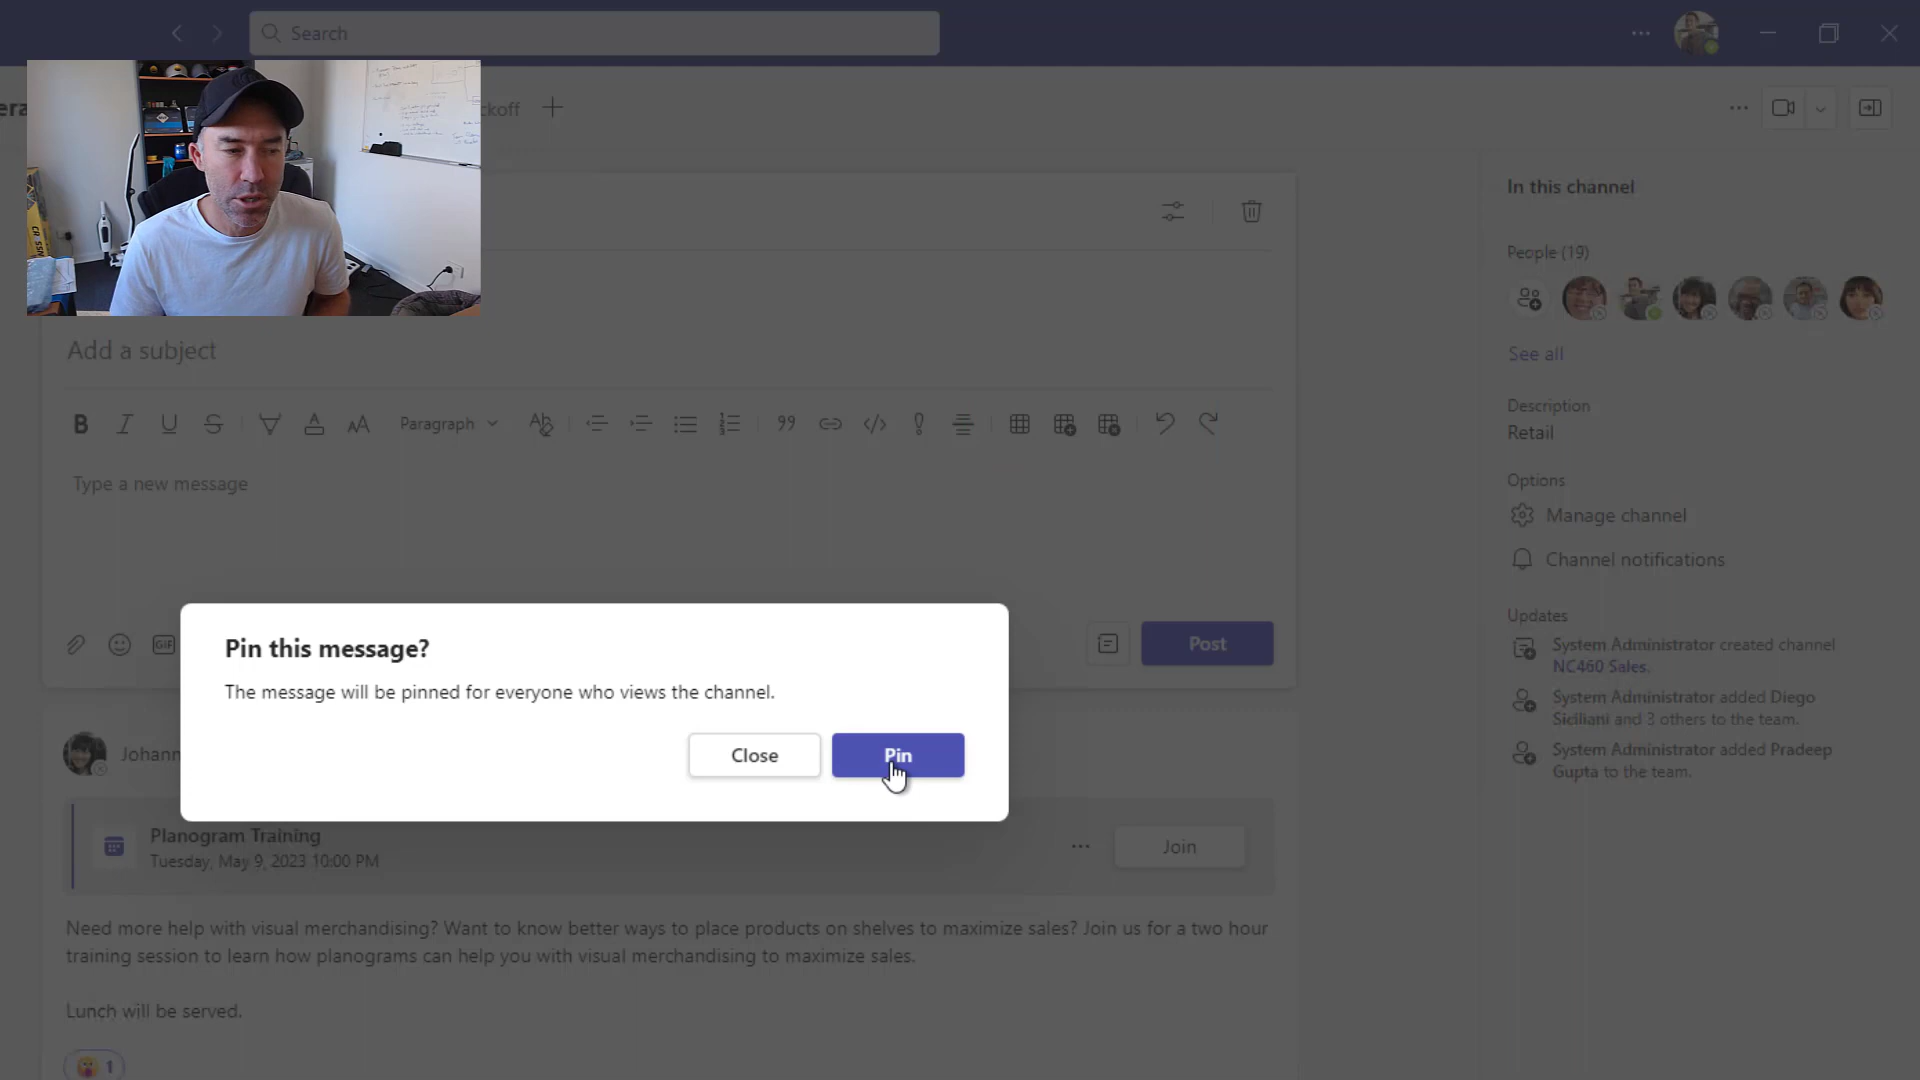 Search
ckoff
In this channel
People (19)
See all
Add a subject
Description
Retail
Paragraph
Type a new message
Options
Manage channel
Channel notifications
Updates
System Administrator created channel
NC460 Sales.
System Administrator added Diego
Siciliani and 3 others to the team.
System Administrator added Pradeep
Gupta to the team.
GIF
Post
Pin this message?
The message will be pinned for everyone who views the channel.
Close
Pin
Johann
Planogram Training
Tuesday, May 9, 2023 10:00 PM
Join
Need more help with visual merchandising? Want to know better ways to place products on shelves to maximize sales? Join us for a two hour
training session to learn how planograms can help you with visual merchandising to maximize sales.
Lunch will be served.
1